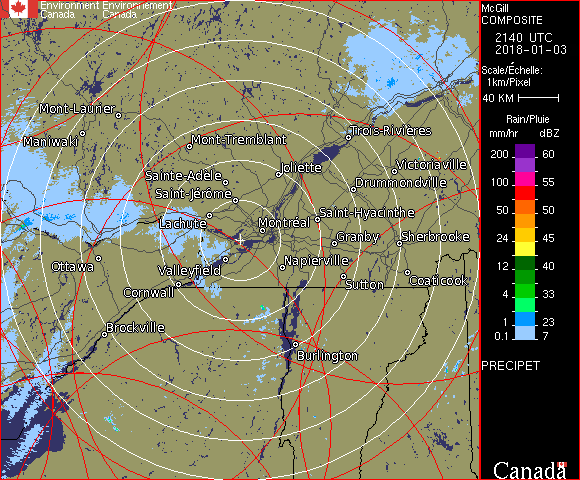 Environment Environnement
Canada Canada
Mont-Laurier
Maniwaki
Mont-Tremblant
Trois-Rivières
Sainte-Adèle
Joliette
Victoriaville
Saint-Jérôme
Drummondville
Lachute
Montréal
Saint-Hyacinthe
Granby
Sherbrooke
Ottawa
Valleyfield
Napierville
Cornwall
Sutton
Coaticook
Brockville
Burlington
McGill
COMPOSITE
2140 UTC
2018-01-03
Scale/Échelle:
1km/Pixel
40 KM
Rain/Pluie
mm/hr dBZ
200 60
150 55
100 55
50 50
24 45
12 40
4 33
1 23
0.1 7
PRECIPET
Canada